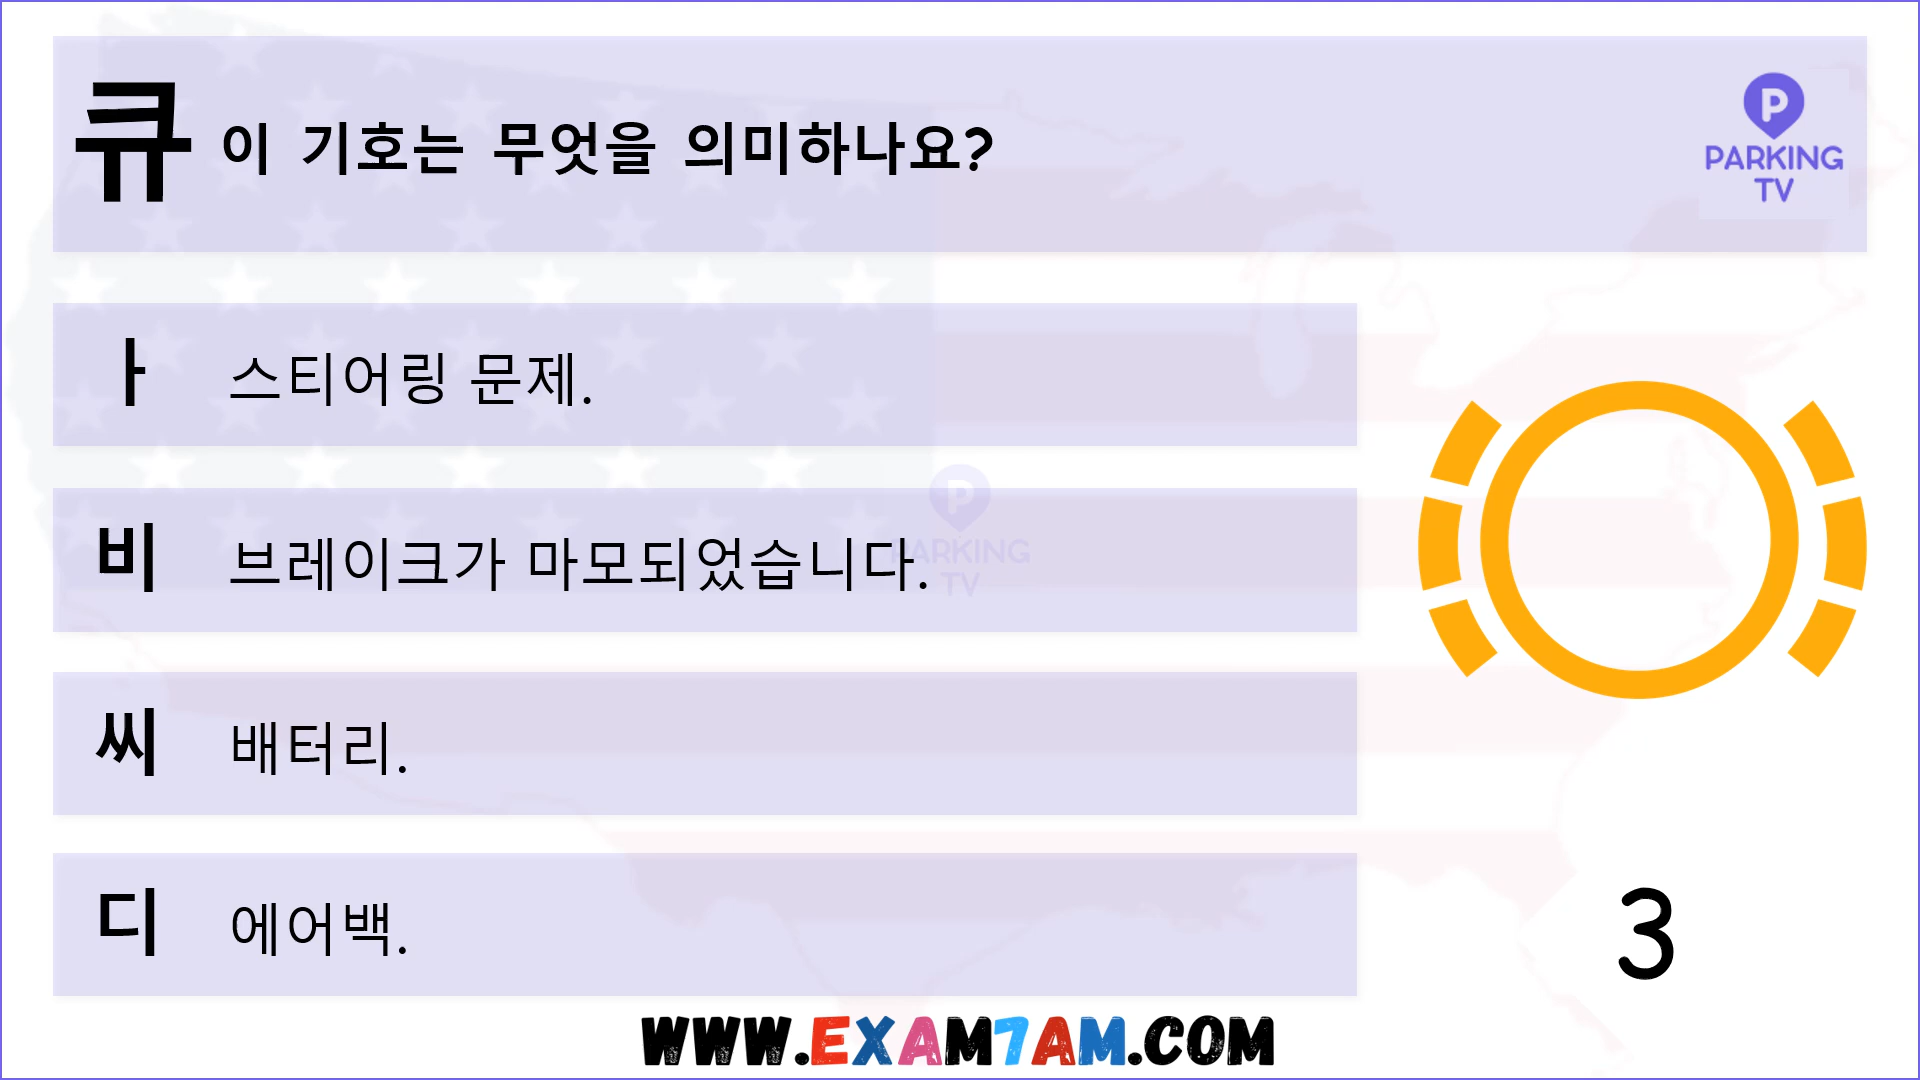 큐 이 기호는 무엇을 의미하나요?
PARKING
TV
ㅏ 스티어링 문제.
비 브레이크가 마모되었습니다.
PARKING
TV
씨 배터리.
디 에어백.
3
WWW.EXAM7AM.COM